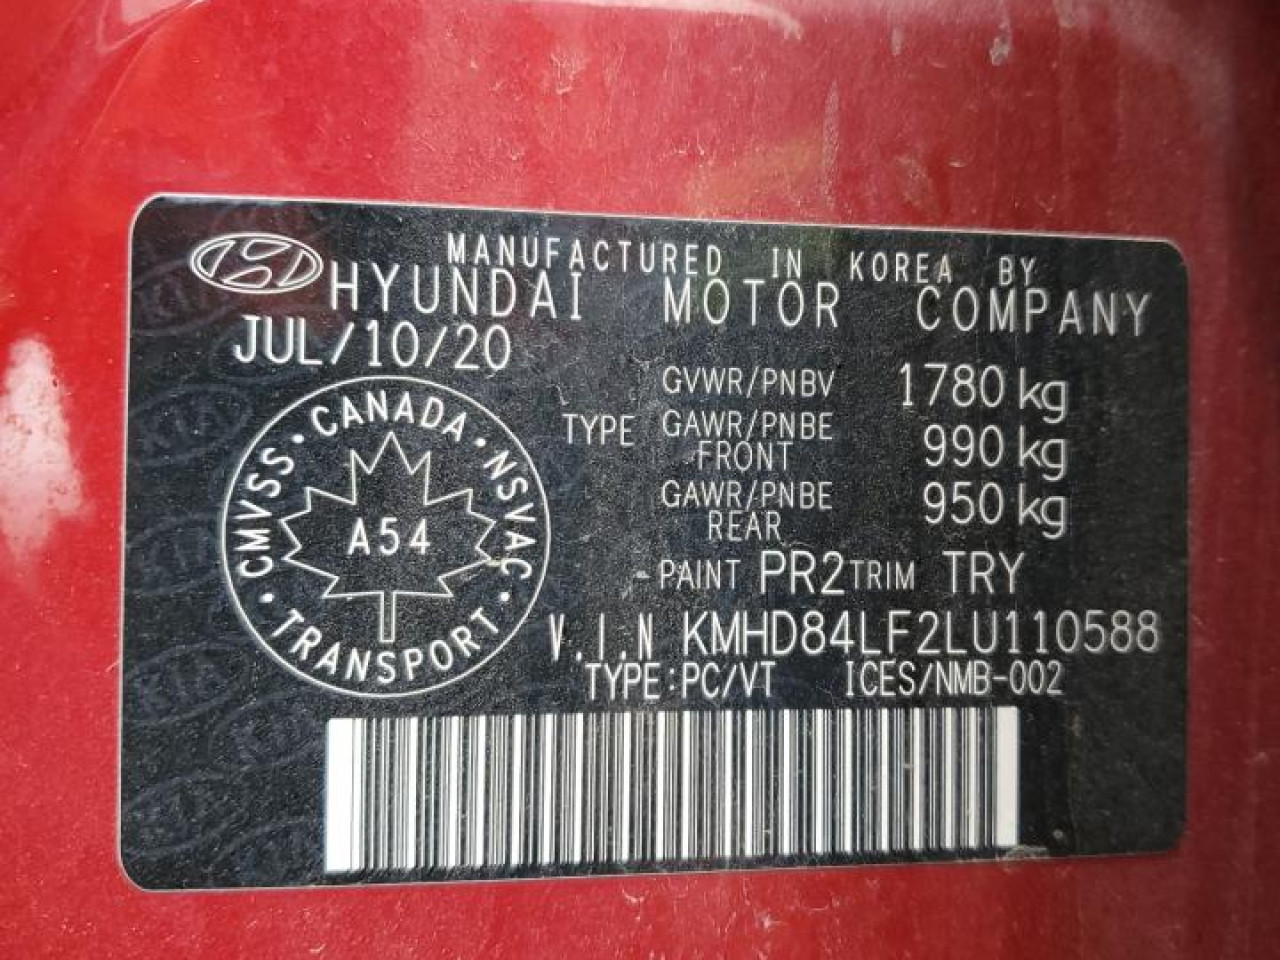 MANUFACTURED IN KOREA BY
HYUNDAI MOTOR COMPANY
JUL/10/20
CANADA · NSVAC · TRANSPORT · CMVSS ·
A54
TYPE
GVWR/PNBV 1780 kg
GAWR/PNBE FRONT 990 kg
GAWR/PNBE REAR 950 kg
PAINT PR2 TRIM TRY
V.I.N KMHD84LF2LU110588
TYPE:PC/VT ICES/NMB-002